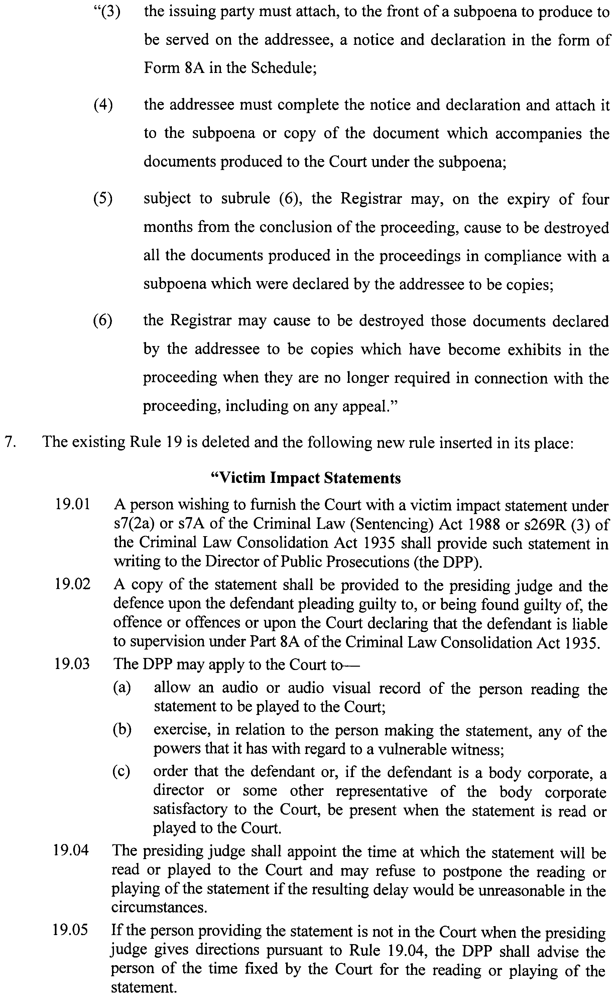 “(3) the issuing party must attach, to the front of a subpoena to produce to
be served on the addressee, a notice and declaration in the form of
Form 8A in the Schedule;
(4) the addressee must complete the notice and declaration and attach it
to the subpoena or copy of the document which accompanies the
documents produced to the Court under the subpoena;
(5) subject to subrule (6), the Registrar may, on the expiry of four
months from the conclusion of the proceeding, cause to be destroyed
all the documents produced in the proceedings in compliance with a
subpoena which were declared by the addressee to be copies;
(6) the Registrar may cause to be destroyed those documents declared
by the addressee to be copies which have become exhibits in the
proceeding when they are no longer required in connection with the
proceeding, including on any appeal.”
7. The existing Rule 19 is deleted and the following new rule inserted in its place:
“Victim Impact Statements
19.01 A person wishing to furnish the Court with a victim impact statement under
s7(2a) or s7A of the Criminal Law (Sentencing) Act 1988 or s269R (3) of
the Criminal Law Consolidation Act 1935 shall provide such statement in
writing to the Director of Public Prosecutions (the DPP).
19.02 A copy of the statement shall be provided to the presiding judge and the
defence upon the defendant pleading guilty to, or being found guilty of, the
offence or offences or upon the Court declaring that the defendant is liable
to supervision under Part 8A of the Criminal Law Consolidation Act 1935.
19.03 The DPP may apply to the Court to—
(a) allow an audio or audio visual record of the person reading the
statement to be played to the Court;
(b) exercise, in relation to the person making the statement, any of the
powers that it has with regard to a vulnerable witness;
(c) order that the defendant or, if the defendant is a body corporate, a
director or some other representative of the body corporate
satisfactory to the Court, be present when the statement is read or
played to the Court.
19.04 The presiding judge shall appoint the time at which the statement will be
read or played to the Court and may refuse to postpone the reading or
playing of the statement if the resulting delay would be unreasonable in the
circumstances.
19.05 If the person providing the statement is not in the Court when the presiding
judge gives directions pursuant to Rule 19.04, the DPP shall advise the
person of the time fixed by the Court for the reading or playing of the
statement.